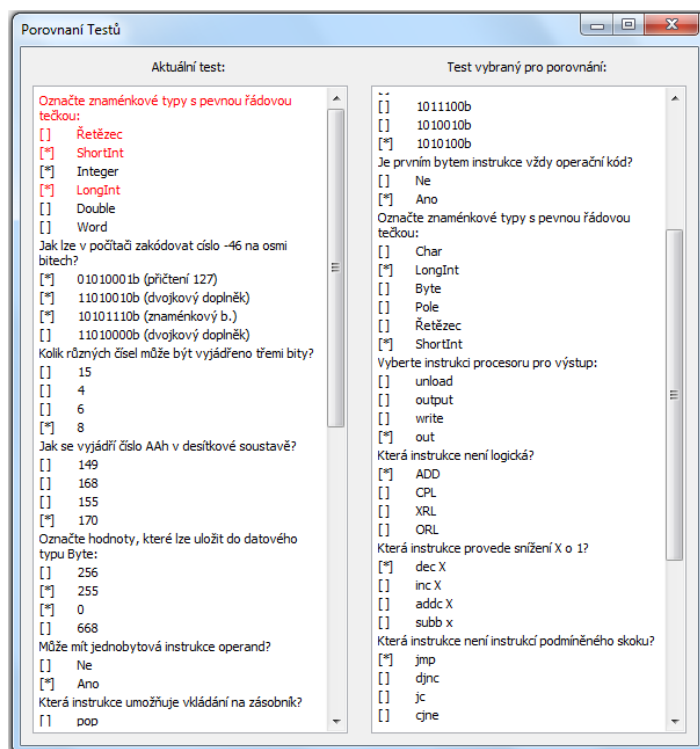 Porovnaní Testů
Aktuální test:
Označte znaménkové typy s pevnou řádovou
tečkou:
[ ] Řetězec
[*] ShortInt
[*] Integer
[*] LongInt
[ ] Double
[ ] Word
Jak lze v počítači zakódovat císlo -46 na osmi
bitech?
[*] 01010001b (přičtení 127)
[*] 11010010b (dvojkový doplněk)
[*] 10101110b (znaménkový b.)
[ ] 11010000b (dvojkový doplněk)
Kolik různých čísel může být vyjádřeno třemi bity?
[ ] 15
[ ] 4
[ ] 6
[*] 8
Jak se vyjádří číslo AAh v desítkové soustavě?
[ ] 149
[ ] 168
[ ] 155
[*] 170
Označte hodnoty, které lze uložit do datového
typu Byte:
[ ] 256
[*] 255
[*] 0
[ ] 668
Může mít jednobytová instrukce operand?
[ ] Ne
[*] Ano
Která instrukce umožňuje vkládání na zásobník?
[ ] pop
Test vybraný pro porovnání:
[ ] 1011100b
[ ] 1010010b
[*] 1010100b
Je prvním bytem instrukce vždy operační kód?
[ ] Ne
[*] Ano
Označte znaménkové typy s pevnou řádovou
tečkou:
[ ] Char
[*] LongInt
[ ] Byte
[ ] Pole
[ ] Řetězec
[*] ShortInt
Vyberte instrukci procesoru pro výstup:
[ ] unload
[ ] output
[ ] write
[*] out
Která instrukce není logická?
[*] ADD
[ ] CPL
[ ] XRL
[ ] ORL
Která instrukce provede snížení X o 1?
[*] dec X
[ ] inc X
[ ] addc X
[ ] subb x
Která instrukce není instrukcí podmíněného skoku?
[*] jmp
[ ] djnc
[ ] jc
[ ] cjne